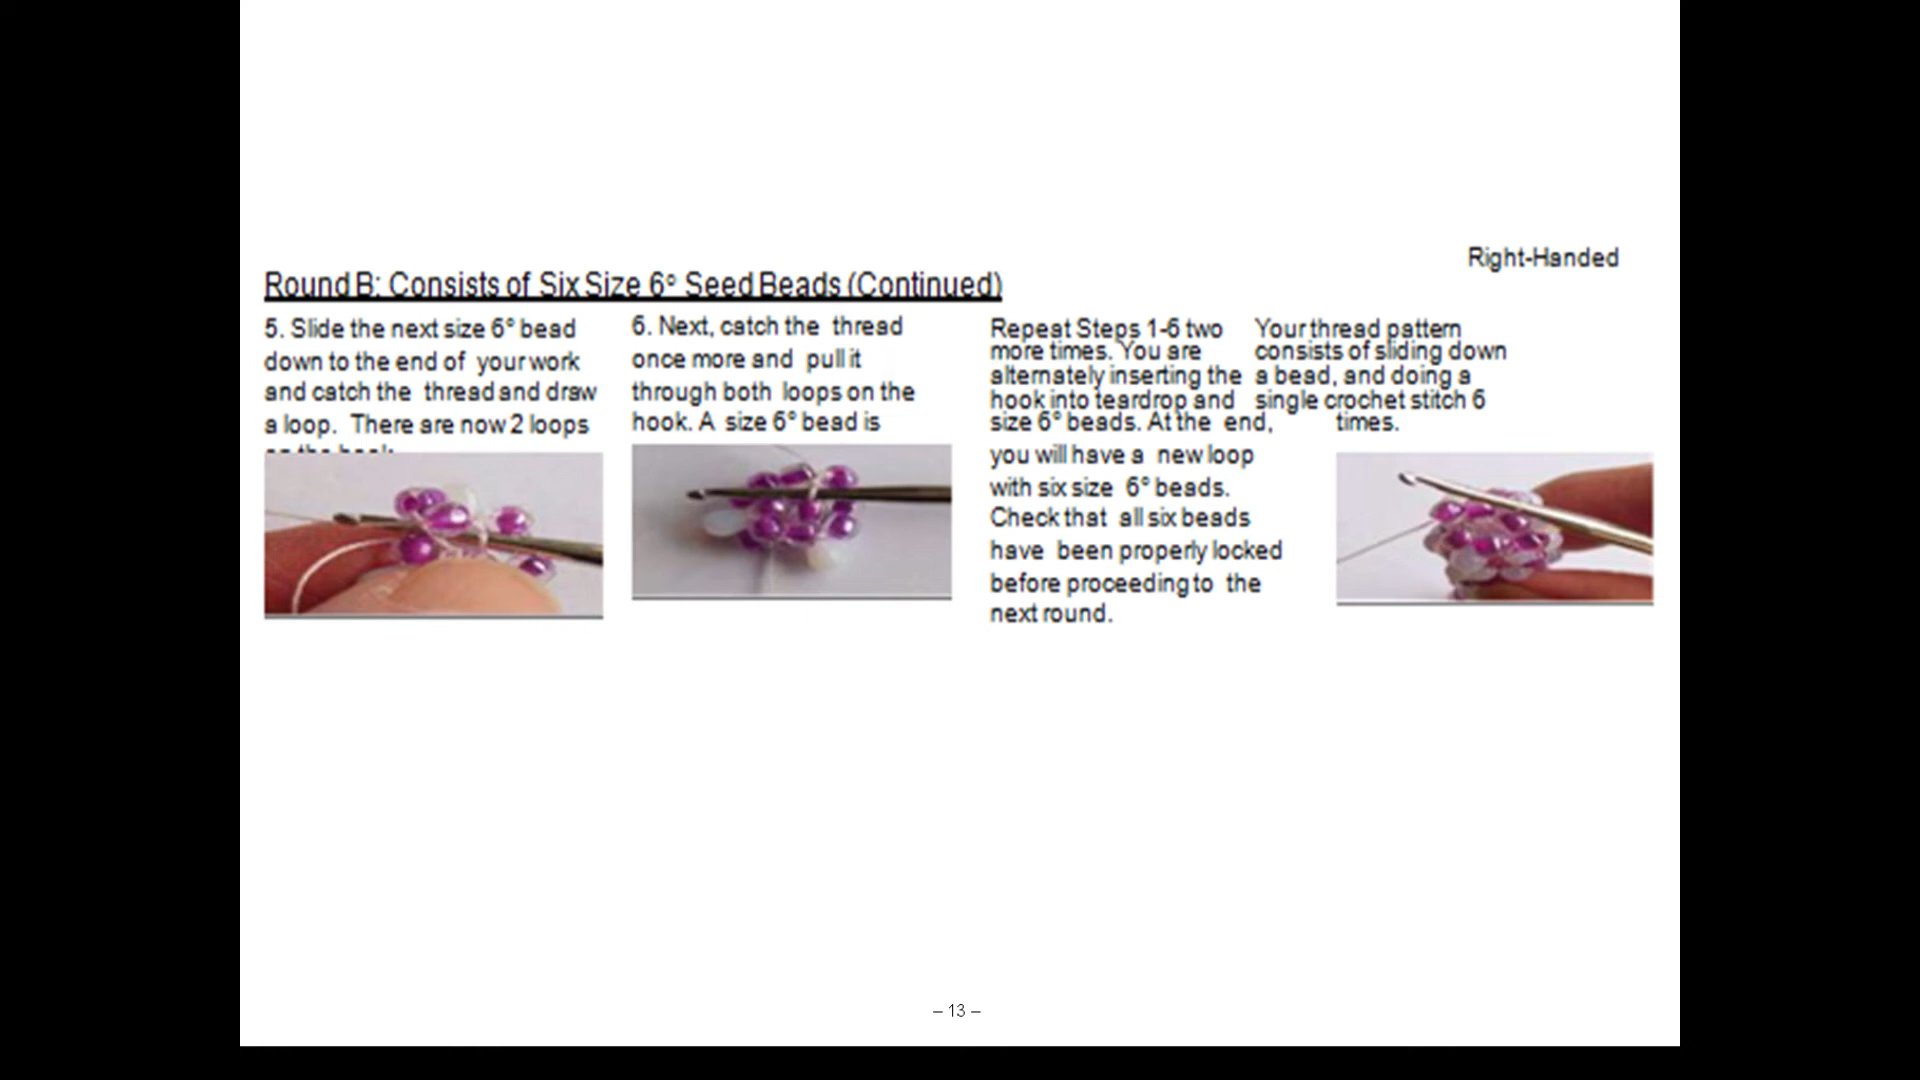 Right-Handed
Round B: Consists of Six Size 6° Seed Beads (Continued)
5. Slide the next size 6° bead
down to the end of your work
and catch the thread and draw
a loop. There are now 2 loops
on the hook
6. Next, catch the thread
once more and pull it
through both loops on the
hook. A size 6° bead is
Repeat Steps 1-6 two
more times. You are
alternately inserting the
hook into teardrop and
size 6° beads. At the end,
you will have a new loop
with six size 6° beads.
Check that all six beads
have been properly locked
before proceeding to the
next round.
Your thread pattern
consists of sliding down
a bead, and doing a
single crochet stitch 6
times.
– 13 –